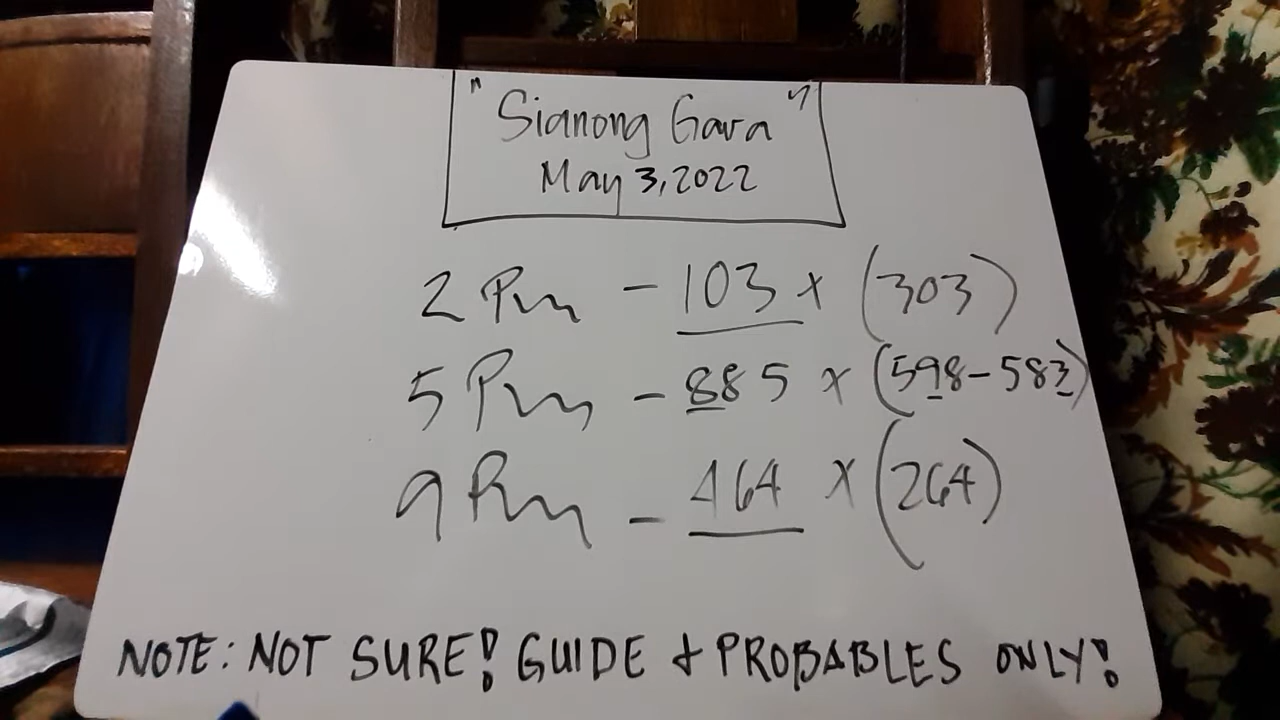 "Sianong Gara"
May 3, 2022
2 Pm - 103 x (303)
5 Pm - 885 x (598-583)
9 Pm - 464 x (264)
NOTE: NOT SURE! GUIDE & PROBABLES ONLY!